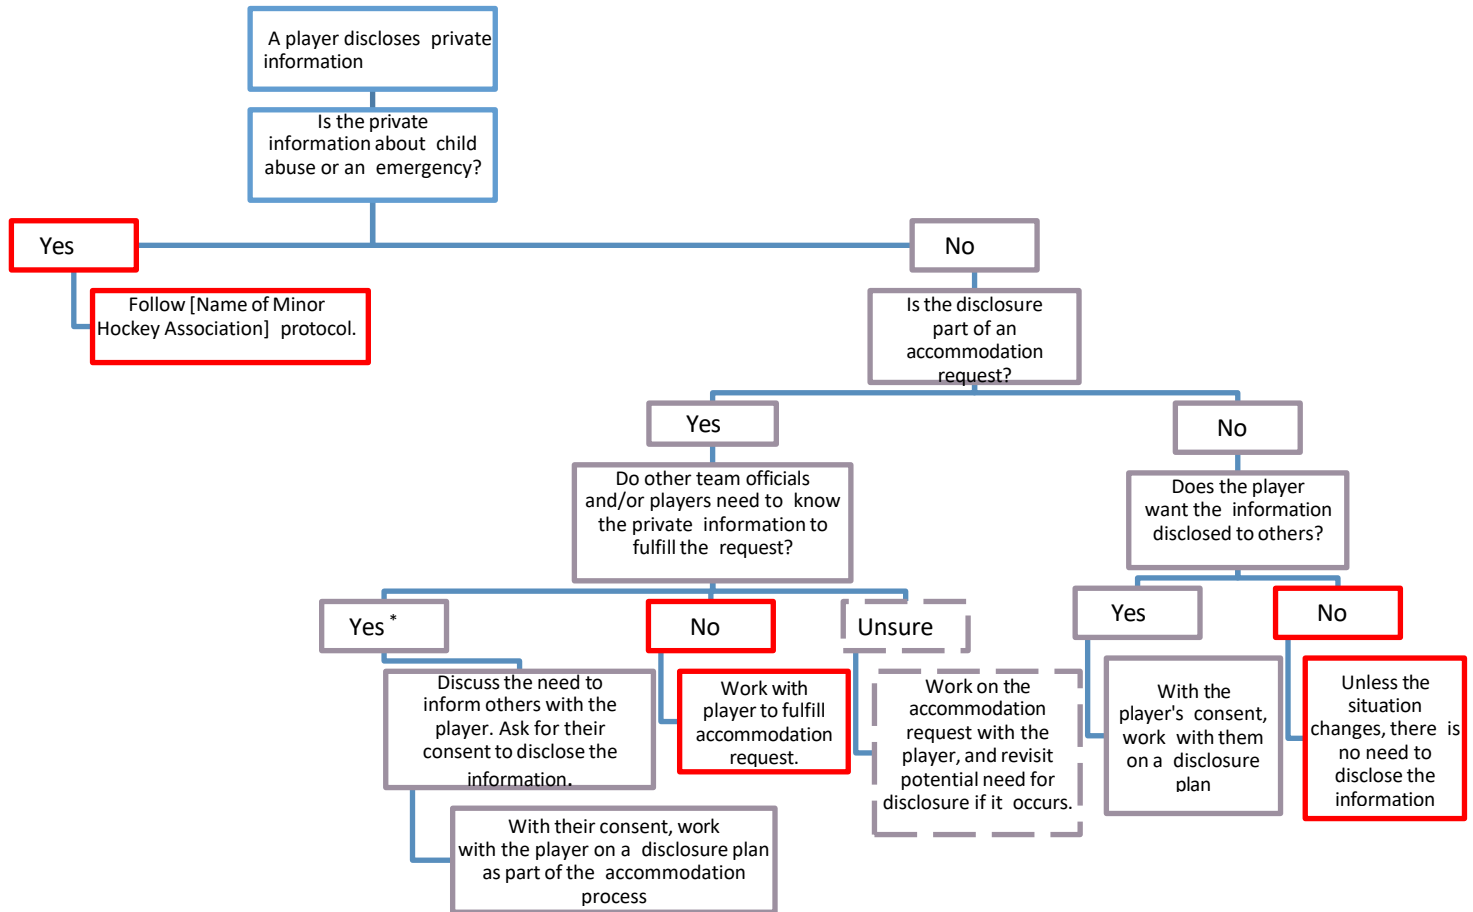 A player discloses private
information
Is the private
information about child
abuse or an emergency?
Yes
No
Follow [Name of Minor
Hockey Association] protocol.
Is the disclosure
part of an
accommodation
request?
Yes
No
Do other team officials
and/or players need to know
the private information to
fulfill the request?
Does the player
want the information
disclosed to others?
Yes *
No
Unsure
Yes
No
Discuss the need to
inform others with the
player. Ask for their
consent to disclose the
information.
Work with
player to fulfill
accommodation
request.
Work on the
accommodation
request with the
player, and revisit
potential need for
disclosure if it occurs.
With the
player's consent,
work with them
on a disclosure
plan
Unless the
situation
changes, there is
no need to
disclose the
information
With their consent, work
with the player on a disclosure plan
as part of the accommodation
process